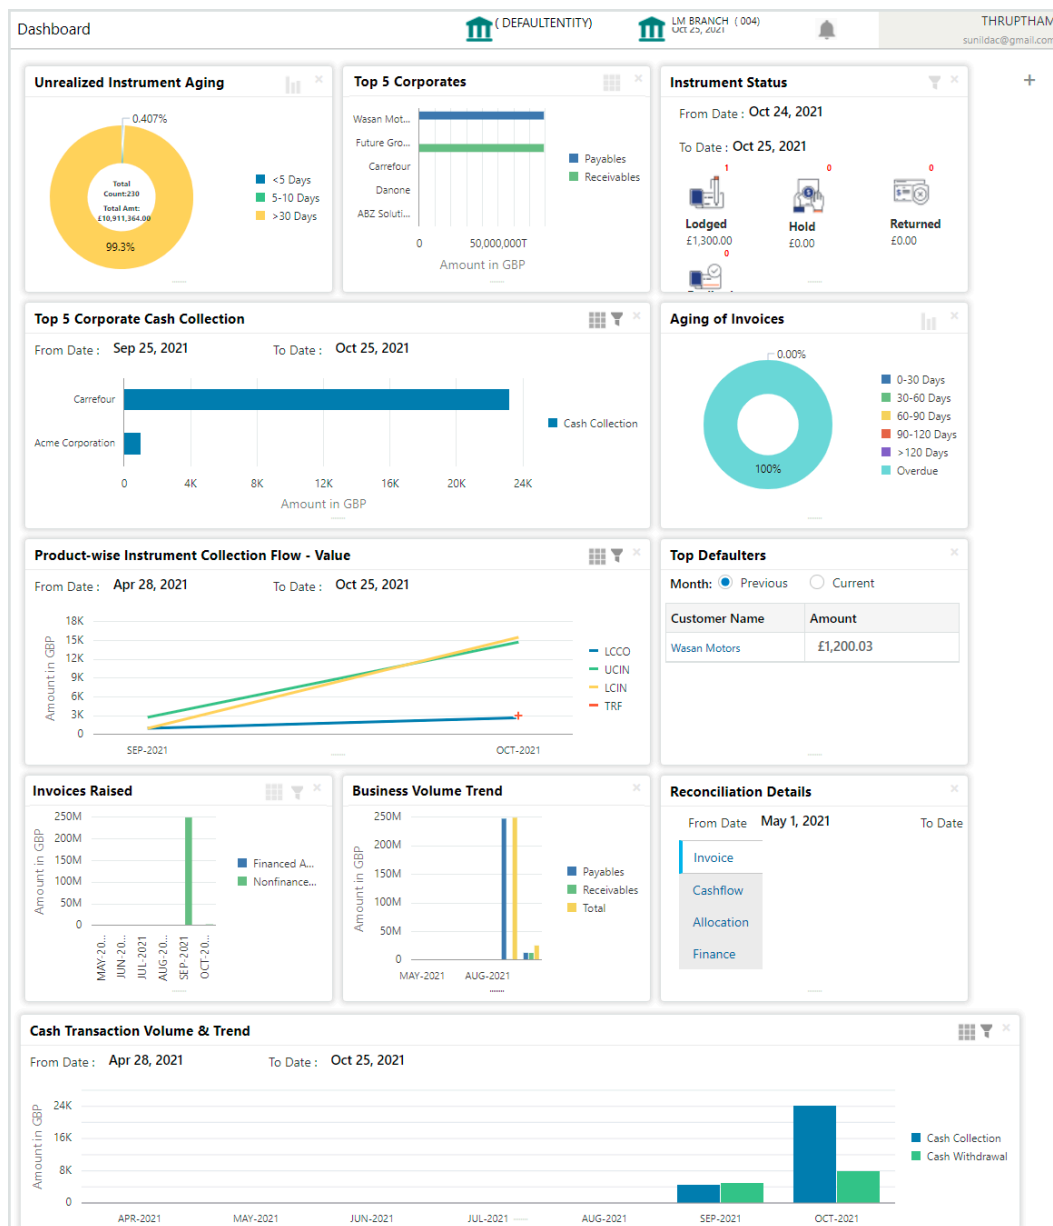 Dashboard
( DEFAULTENTITY)
LM BRANCH ( 004)
Oct 25, 2021
THRUPTHAM
sunildac@gmail.com
Unrealized Instrument Aging
0.407%
Total
Count:230
Total Amt:
£10,911,364.00
99.3%
<5 Days
5-10 Days
>30 Days
Top 5 Corporates
Wasan Mot...
Future Gro...
Carrefour
Danone
ABZ Soluti...
0 50,000,000T
Amount in GBP
Payables
Receivables
Instrument Status
From Date : Oct 24, 2021
To Date : Oct 25, 2021
1 0 0
Lodged Hold Returned
£1,300.00 £0.00 £0.00
0
Top 5 Corporate Cash Collection
From Date : Sep 25, 2021 To Date : Oct 25, 2021
Carrefour
Acme Corporation
0 4K 8K 12K 16K 20K 24K
Amount in GBP
Cash Collection
Aging of Invoices
0.00%
100%
0-30 Days
30-60 Days
60-90 Days
90-120 Days
>120 Days
Overdue
Product-wise Instrument Collection Flow - Value
From Date : Apr 28, 2021 To Date : Oct 25, 2021
Amount in GBP
18K
15K
12K
9K
6K
3K
0
SEP-2021 OCT-2021
LCCO
UCIN
LCIN
TRF
Top Defaulters
Month: Previous Current
Customer Name Amount
Wasan Motors £1,200.03
Invoices Raised
Amount in GBP
250M
200M
150M
100M
50M
0
MAY-20... JUN-20... JUL-2021 AUG-20... SEP-2021 OCT-20...
Financed A...
Nonfinance...
Business Volume Trend
Amount in GBP
250M
200M
150M
100M
50M
0
MAY-2021 AUG-2021
Payables
Receivables
Total
Reconciliation Details
From Date May 1, 2021 To Date
Invoice
Cashflow
Allocation
Finance
Cash Transaction Volume & Trend
From Date : Apr 28, 2021 To Date : Oct 25, 2021
Amount in GBP
24K
16K
8K
0
APR-2021 MAY-2021 JUN-2021 JUL-2021 AUG-2021 SEP-2021 OCT-2021
Cash Collection
Cash Withdrawal